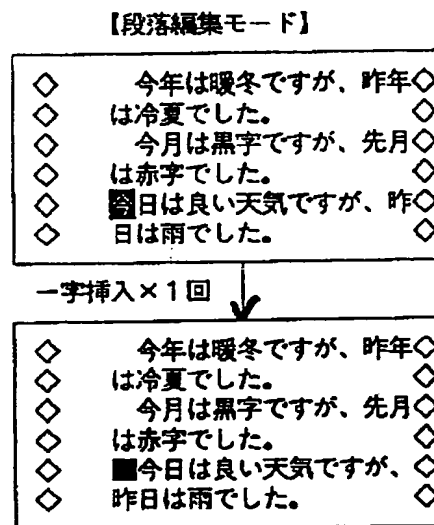 【段落編集モード】
◇　　今年は暖冬ですが、昨年◇
◇　は冷夏でした。　◇
◇　　今月は黒字ですが、先月◇
◇　は赤字でした。　◇
◇　今日は良い天気ですが、昨◇
◇　日は雨でした。　◇
一字挿入×1回
◇　　今年は暖冬ですが、昨年◇
◇　は冷夏でした。　◇
◇　　今月は黒字ですが、先月◇
◇　は赤字でした。　◇
◇　■今日は良い天気ですが、◇
◇　昨日は雨でした。　◇